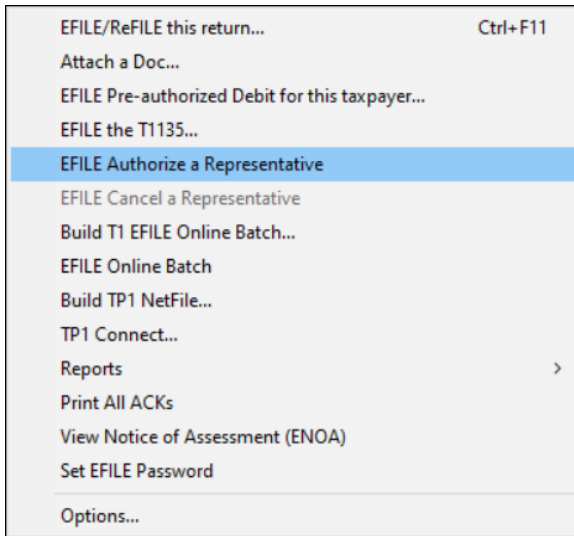 EFILE/ReFILE this return... Ctrl+F11
Attach a Doc...
EFILE Pre-authorized Debit for this taxpayer...
EFILE the T1135...
EFILE Authorize a Representative
EFILE Cancel a Representative
Build T1 EFILE Online Batch...
EFILE Online Batch
Build TP1 NetFile...
TP1 Connect...
Reports
Print All ACKs
View Notice of Assessment (ENOA)
Set EFILE Password
Options...